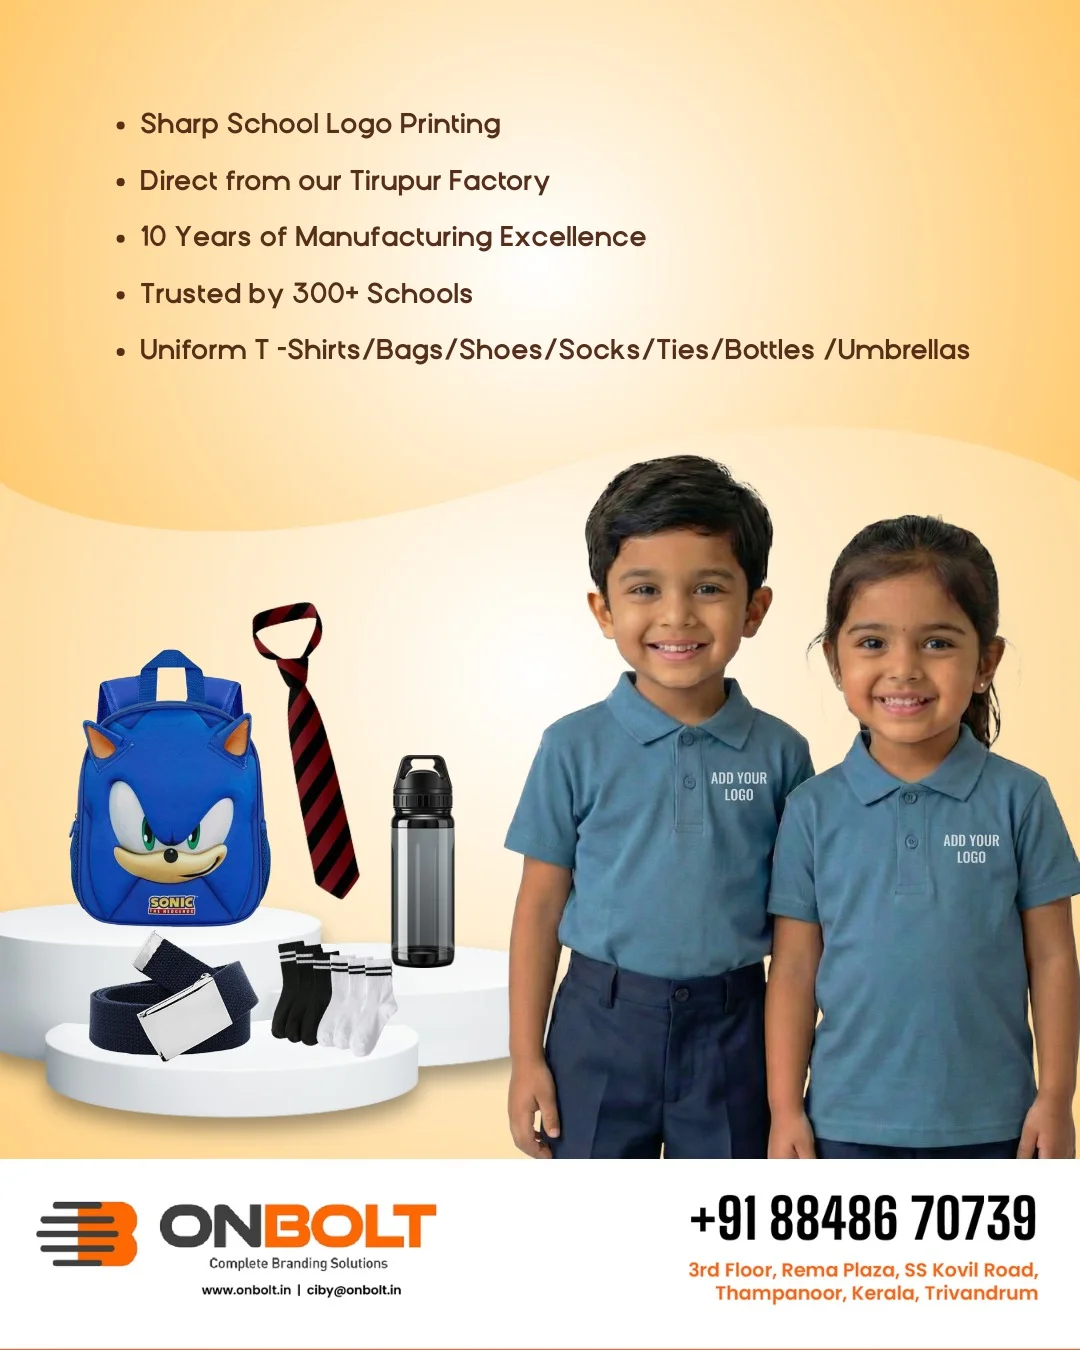 • Sharp School Logo Printing
• Direct from our Tirupur Factory
• 10 Years of Manufacturing Excellence
• Trusted by 300+ Schools
• Uniform T -Shirts/Bags/Shoes/Socks/Ties/Bottles /Umbrellas
ADD YOUR
LOGO
ADD YOUR
LOGO
SONIC
THE HEDGEHOG
ONBOLT
Complete Branding Solutions
www.onbolt.in | ciby@onbolt.in
+91 88486 70739
3rd Floor, Rema Plaza, SS Kovil Road,
Thampanoor, Kerala, Trivandrum